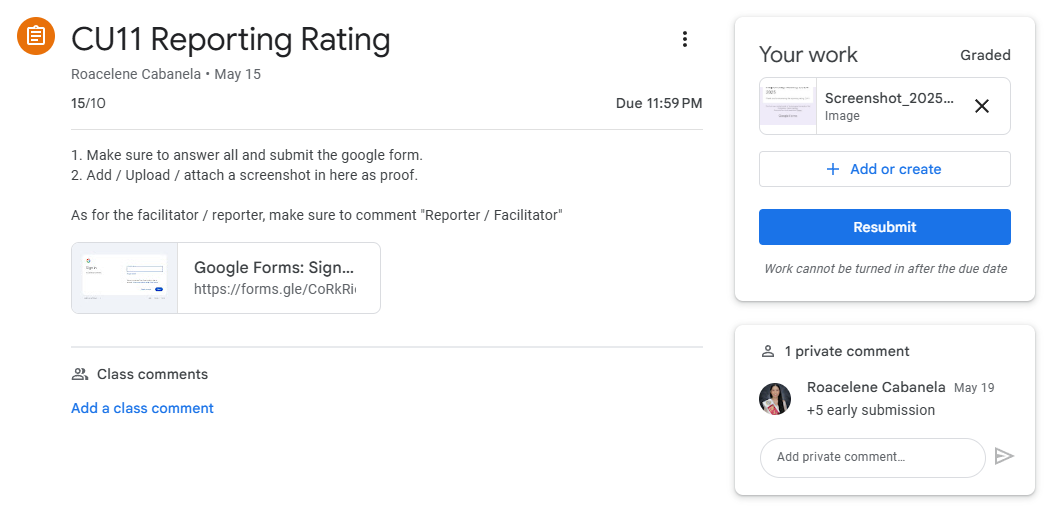 CU11 Reporting Rating
Roacelene Cabanela • May 15
15/10
Due 11:59 PM
1. Make sure to answer all and submit the google form.
2. Add / Upload / attach a screenshot in here as proof.
As for the facilitator / reporter, make sure to comment "Reporter / Facilitator"
Google Forms: Sign...
https://forms.gle/CoRkRi
Class comments
Add a class comment
Your work
Graded
Screenshot_2025...
Image
Add or create
Resubmit
Work cannot be turned in after the due date
1 private comment
Roacelene Cabanela May 19
+5 early submission
Add private comment...